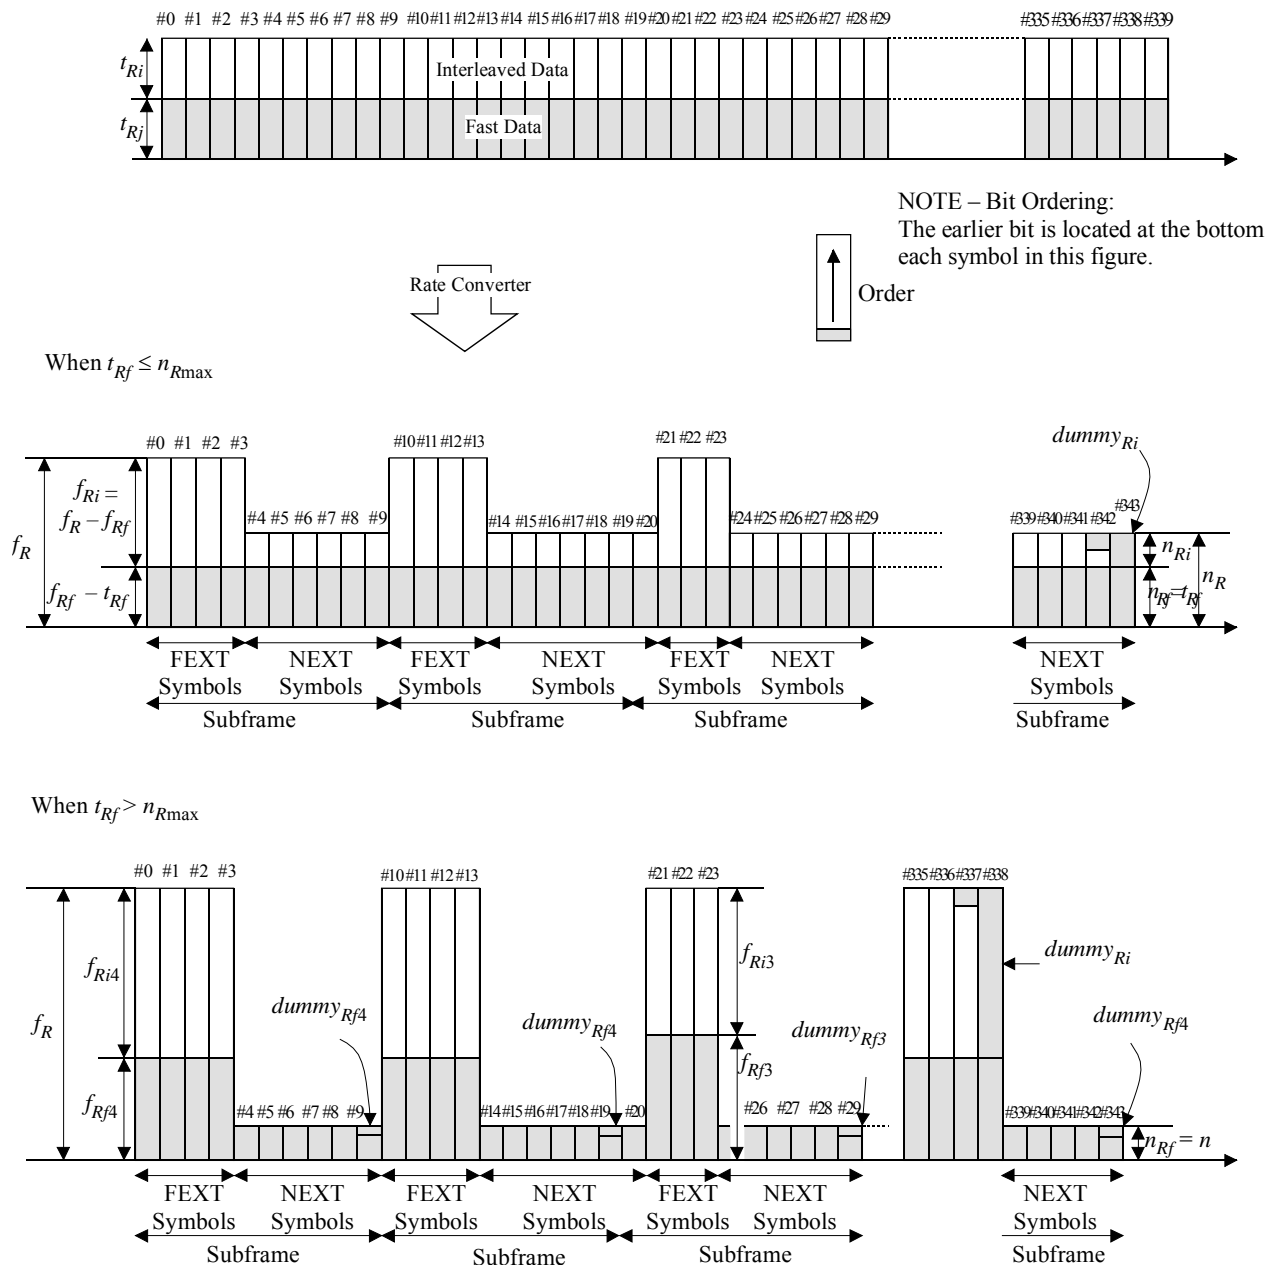 #0 #1 #2 #3 #4 #5 #6 #7 #8 #9 #10 #11 #12 #13 #14 #15 #16 #17 #18 #19 #20 #21 #22 #23 #24 #25 #26 #27 #28 #29 #335 #336 #337 #338 #339
t_Ri
Interleaved Data
t_Rj
Fast Data
NOTE – Bit Ordering:
The earlier bit is located at the bottom
each symbol in this figure.
Rate Converter
Order
When t_Rf ≤ n_Rmax
#0 #1 #2 #3 #10 #11 #12 #13 #21 #22 #23
dummy_Ri
#4 #5 #6 #7 #8 #9 #14 #15 #16 #17 #18 #19 #20 #24 #25 #26 #27 #28 #29 #339 #340 #341 #342 #343
f_Ri =
f_R – f_Rf
f_R
n_Ri
n_R
f_Rf – t_Rf
n_Rf = t_Rf
FEXT Symbols
NEXT Symbols
FEXT Symbols
NEXT Symbols
FEXT Symbols
NEXT Symbols
NEXT Symbols
Subframe
Subframe
Subframe
Subframe
When t_Rf > n_Rmax
#0 #1 #2 #3 #10 #11 #12 #13 #21 #22 #23 #335 #336 #337 #338
f_Ri4
f_Ri3
dummy_Ri
dummy_Rf4
dummy_Rf4
dummy_Rf3
dummy_Rf4
f_R
f_Rf4
f_Rf3
#4 #5 #6 #7 #8 #9 #14 #15 #16 #17 #18 #19 #20 #26 #27 #28 #29 #339 #340 #341 #342 #343
n_Rf = n
FEXT Symbols
NEXT Symbols
FEXT Symbols
NEXT Symbols
FEXT Symbols
NEXT Symbols
NEXT Symbols
Subframe
Subframe
Subframe
Subframe